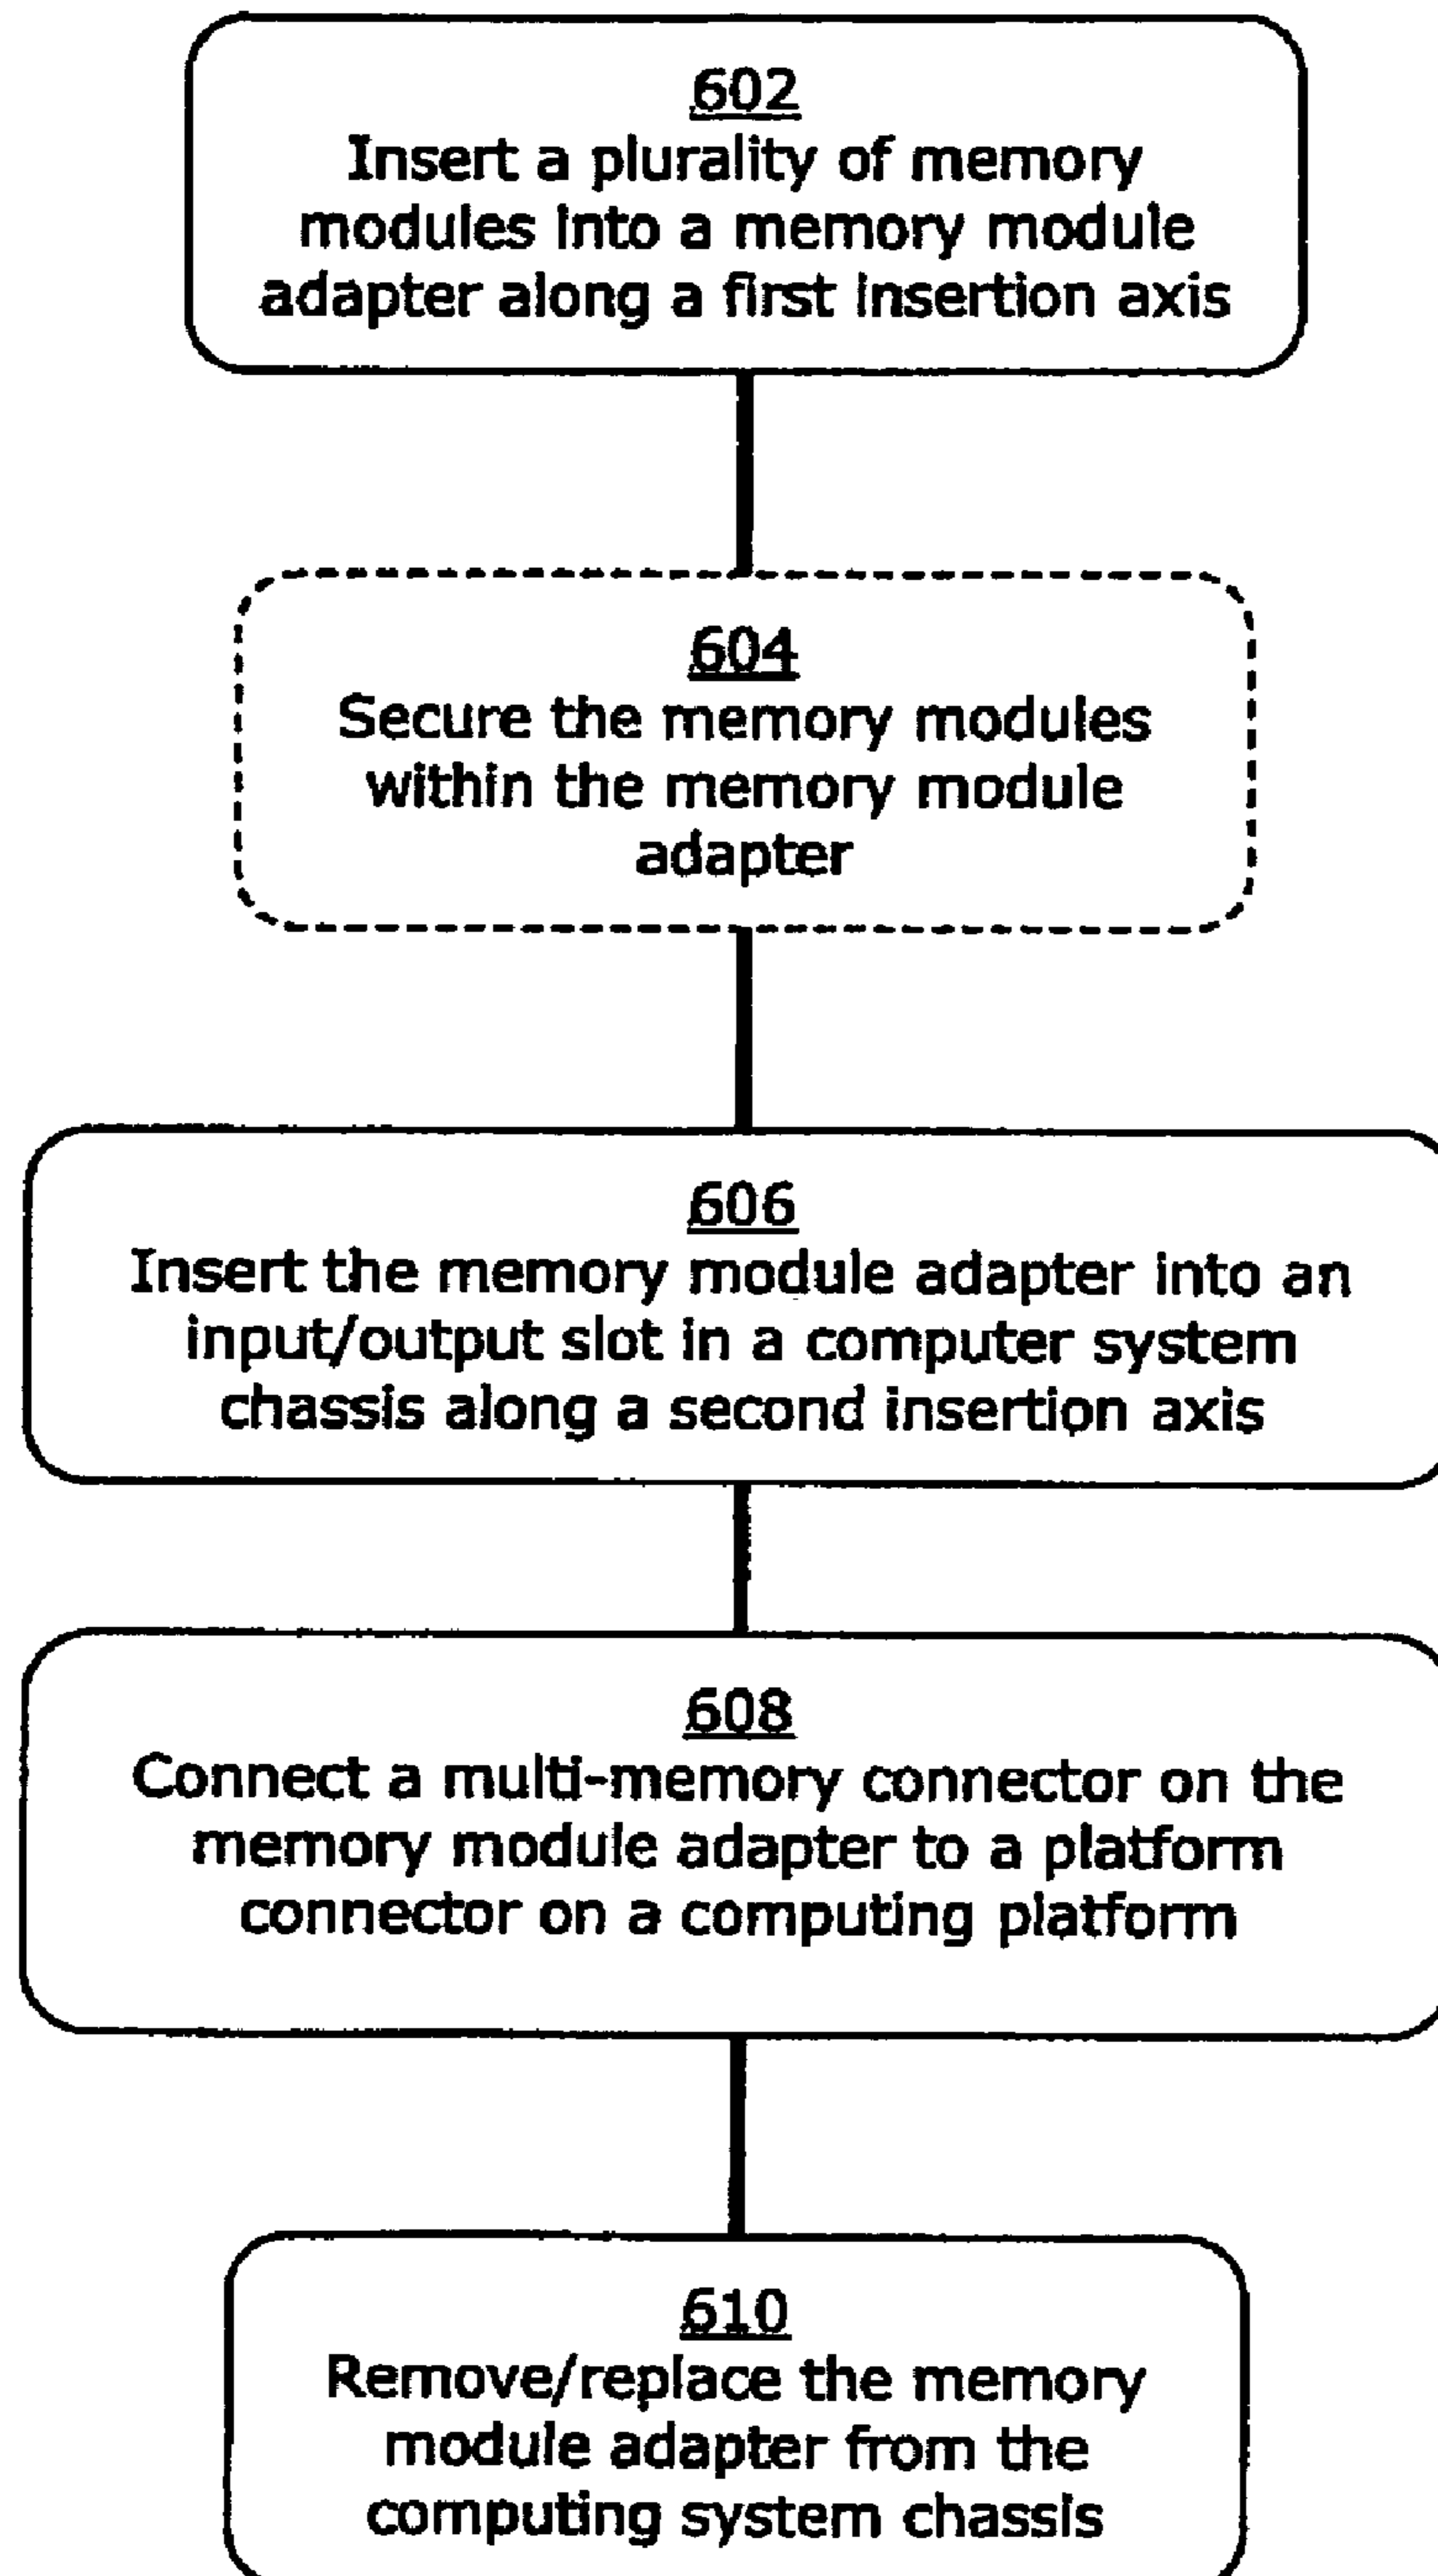 602
Insert a plurality of memory
modules into a memory module
adapter along a first insertion axis
604
Secure the memory modules
within the memory module
adapter
606
Insert the memory module adapter into an
input/output slot in a computer system
chassis along a second insertion axis
608
Connect a multi-memory connector on the
memory module adapter to a platform
connector on a computing platform
610
Remove/replace the memory
module adapter from the
computing system chassis